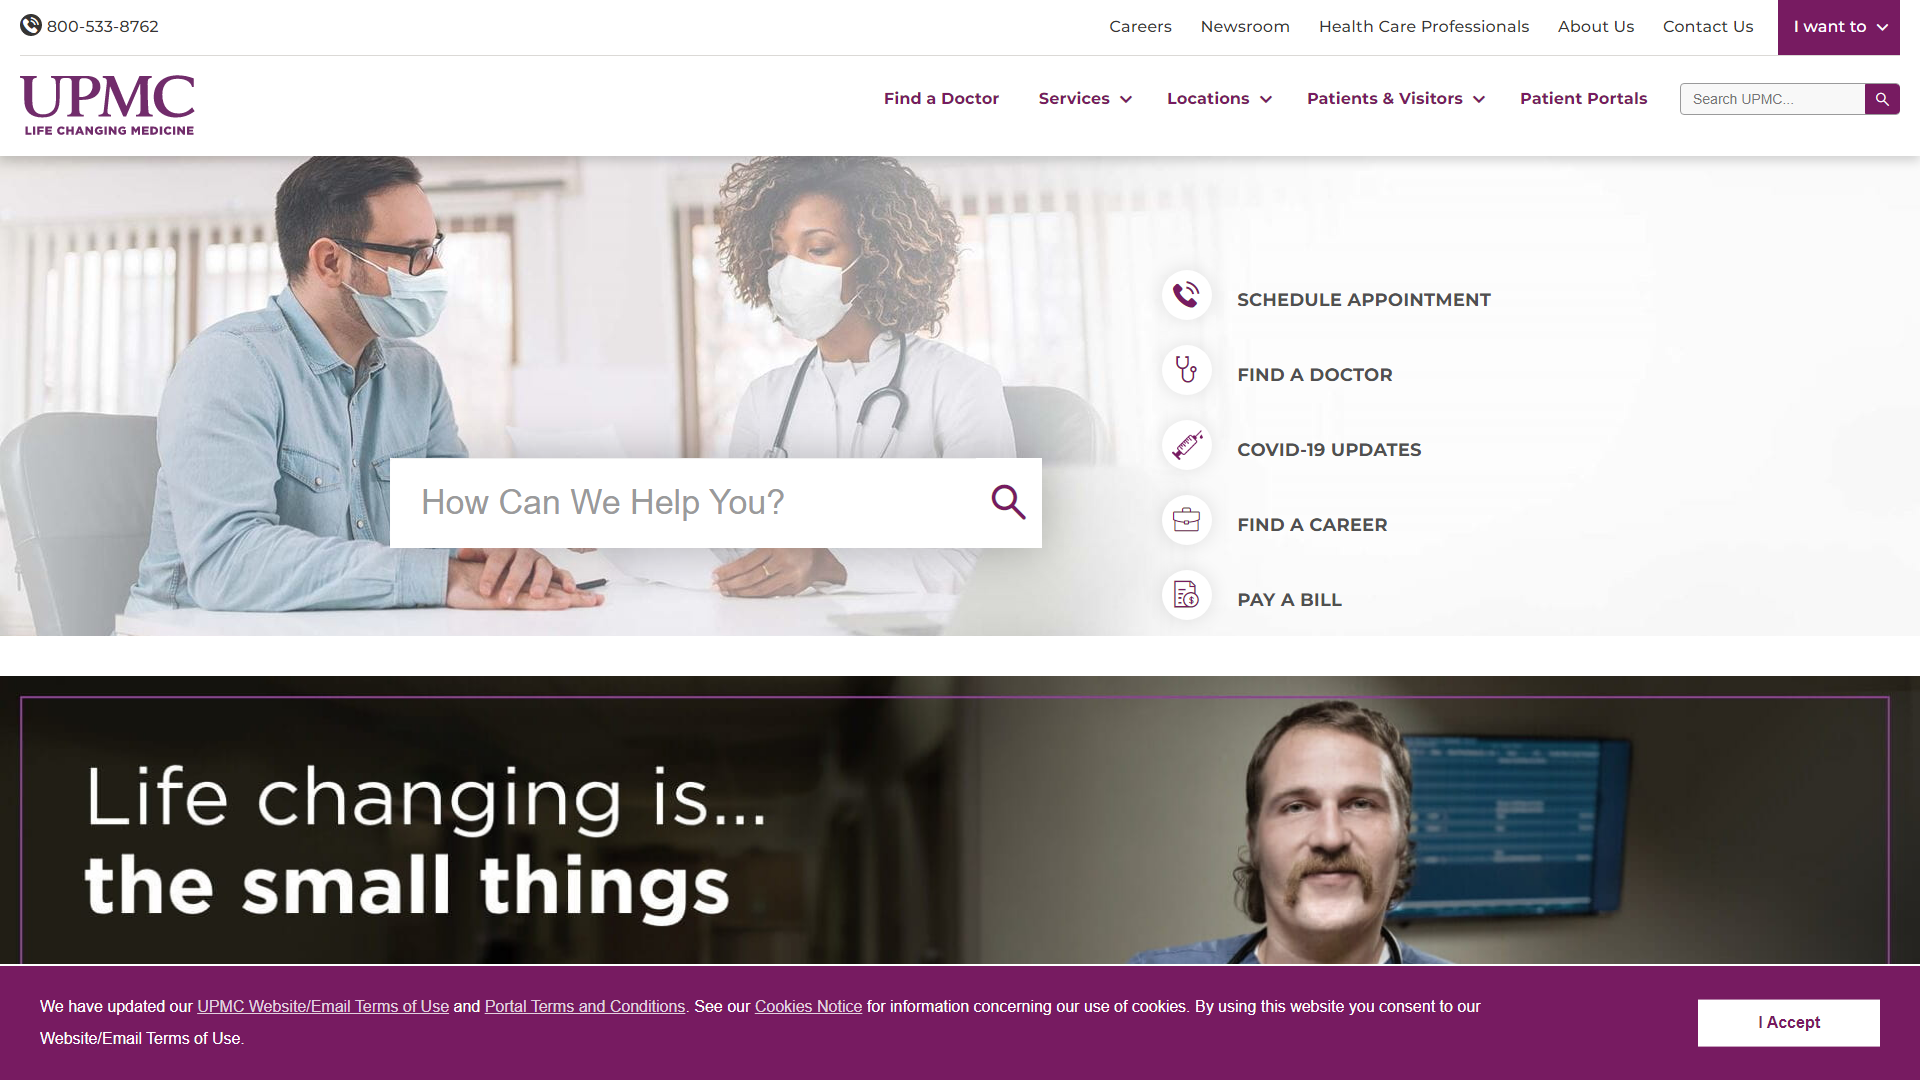 800-533-8762
Careers
Newsroom
Health Care Professionals
About Us
Contact Us
I want to
UPMC
LIFE CHANGING MEDICINE
Find a Doctor
Services
Locations
Patients & Visitors
Patient Portals
Search UPMC...
How Can We Help You?
SCHEDULE APPOINTMENT
FIND A DOCTOR
COVID-19 UPDATES
FIND A CAREER
PAY A BILL
Life changing is...
the small things
We have updated our UPMC Website/Email Terms of Use and Portal Terms and Conditions. See our Cookies Notice for information concerning our use of cookies. By using this website you consent to our
Website/Email Terms of Use.
I Accept